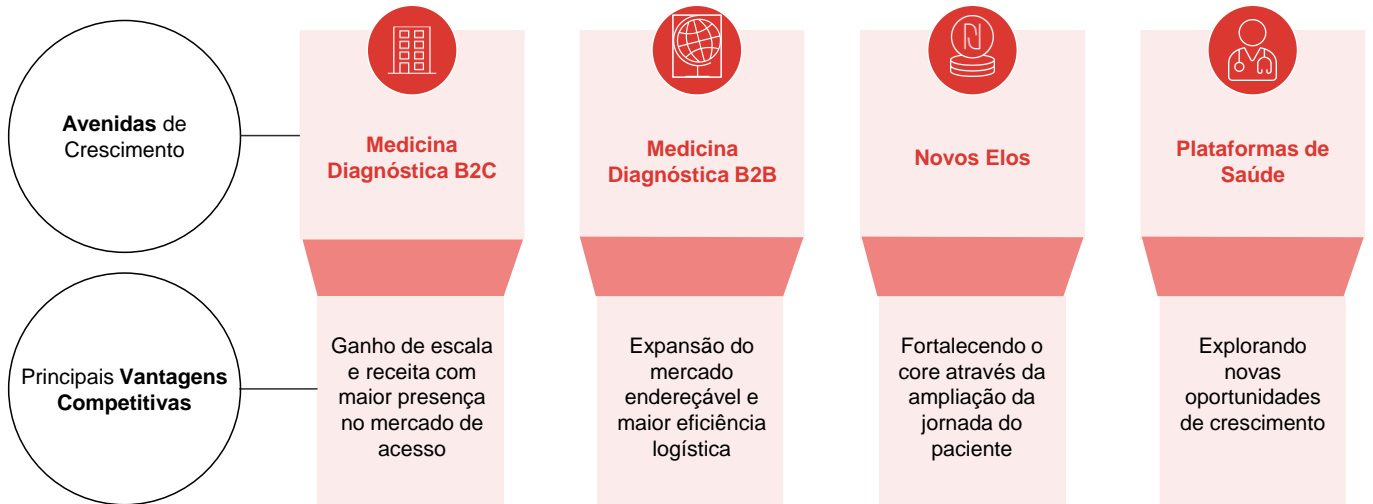 Avenidas de
Crescimento
Medicina
Diagnóstica B2C
Medicina
Diagnóstica B2B
Novos Elos
Plataformas de
Saúde
Principais Vantagens
Competitivas
Ganho de escala
e receita com
maior presença
no mercado de
acesso
Expansão do
mercado
endereçável e
maior eficiência
logística
Fortalecendo o
core através da
ampliação da
jornada do
paciente
Explorando
novas
oportunidades
de crescimento